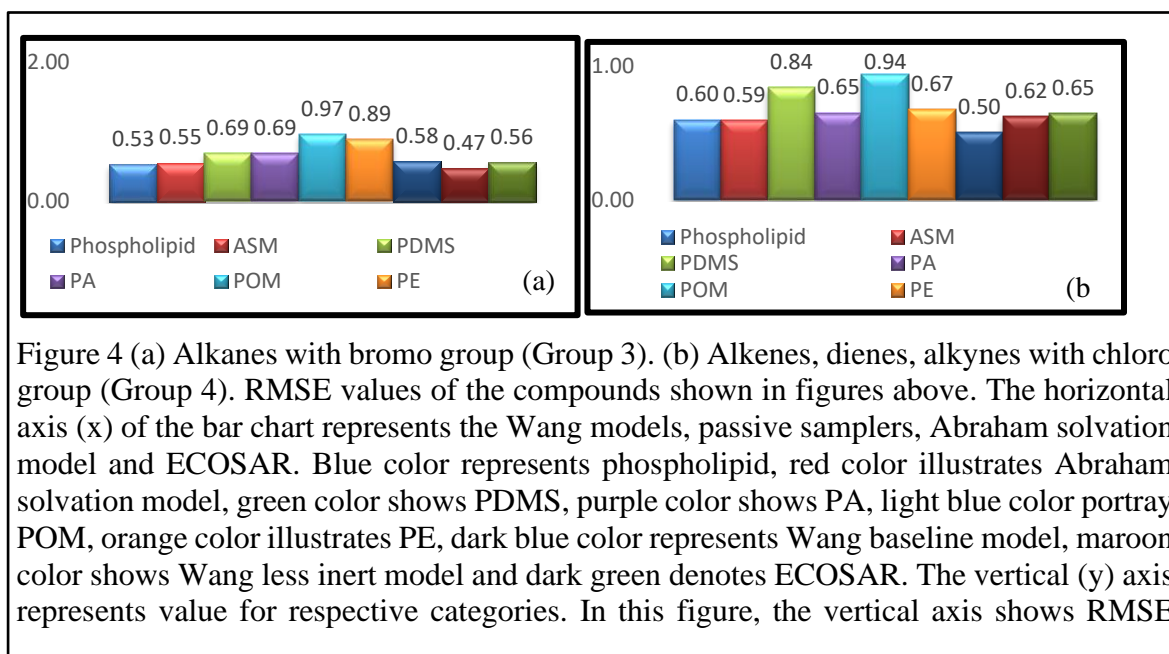 2.00
0.53 0.55 0.69 0.69 0.97 0.89 0.58 0.47 0.56
0.00
Phospholipid ASM PDMS
PA POM PE
(a)
1.00
0.60 0.59 0.84 0.65 0.94 0.67 0.50 0.62 0.65
0.00
Phospholipid ASM
PDMS PA
POM PE
(b
Figure 4 (a) Alkanes with bromo group (Group 3). (b) Alkenes, dienes, alkynes with chloro
group (Group 4). RMSE values of the compounds shown in figures above. The horizontal
axis (x) of the bar chart represents the Wang models, passive samplers, Abraham solvation
model and ECOSAR. Blue color represents phospholipid, red color illustrates Abraham
solvation model, green color shows PDMS, purple color shows PA, light blue color portray
POM, orange color illustrates PE, dark blue color represents Wang baseline model, maroon
color shows Wang less inert model and dark green denotes ECOSAR. The vertical (y) axis
represents value for respective categories. In this figure, the vertical axis shows RMSE